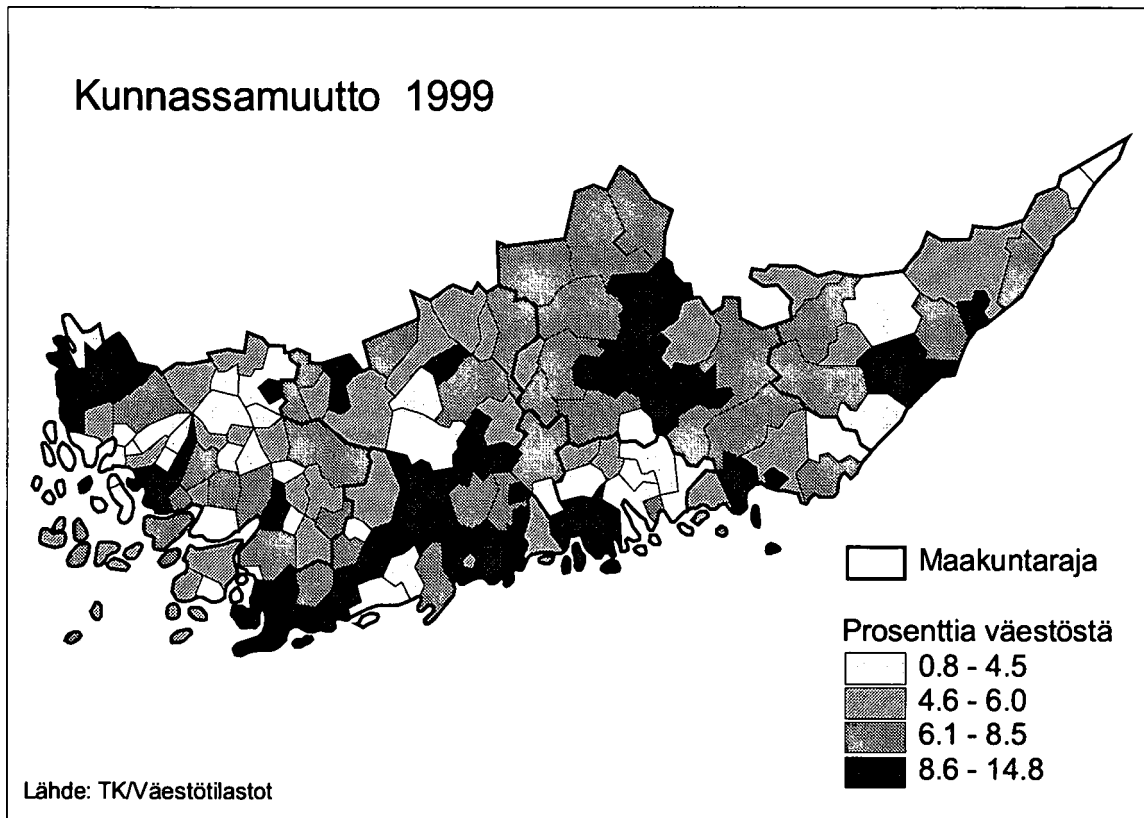 Kunnassamuutto 1999
Maakuntaraja
Prosenttia väestöstä
0.8 - 4.5
4.6 - 6.0
6.1 - 8.5
8.6 - 14.8
Lähde: TK/Väestötilastot